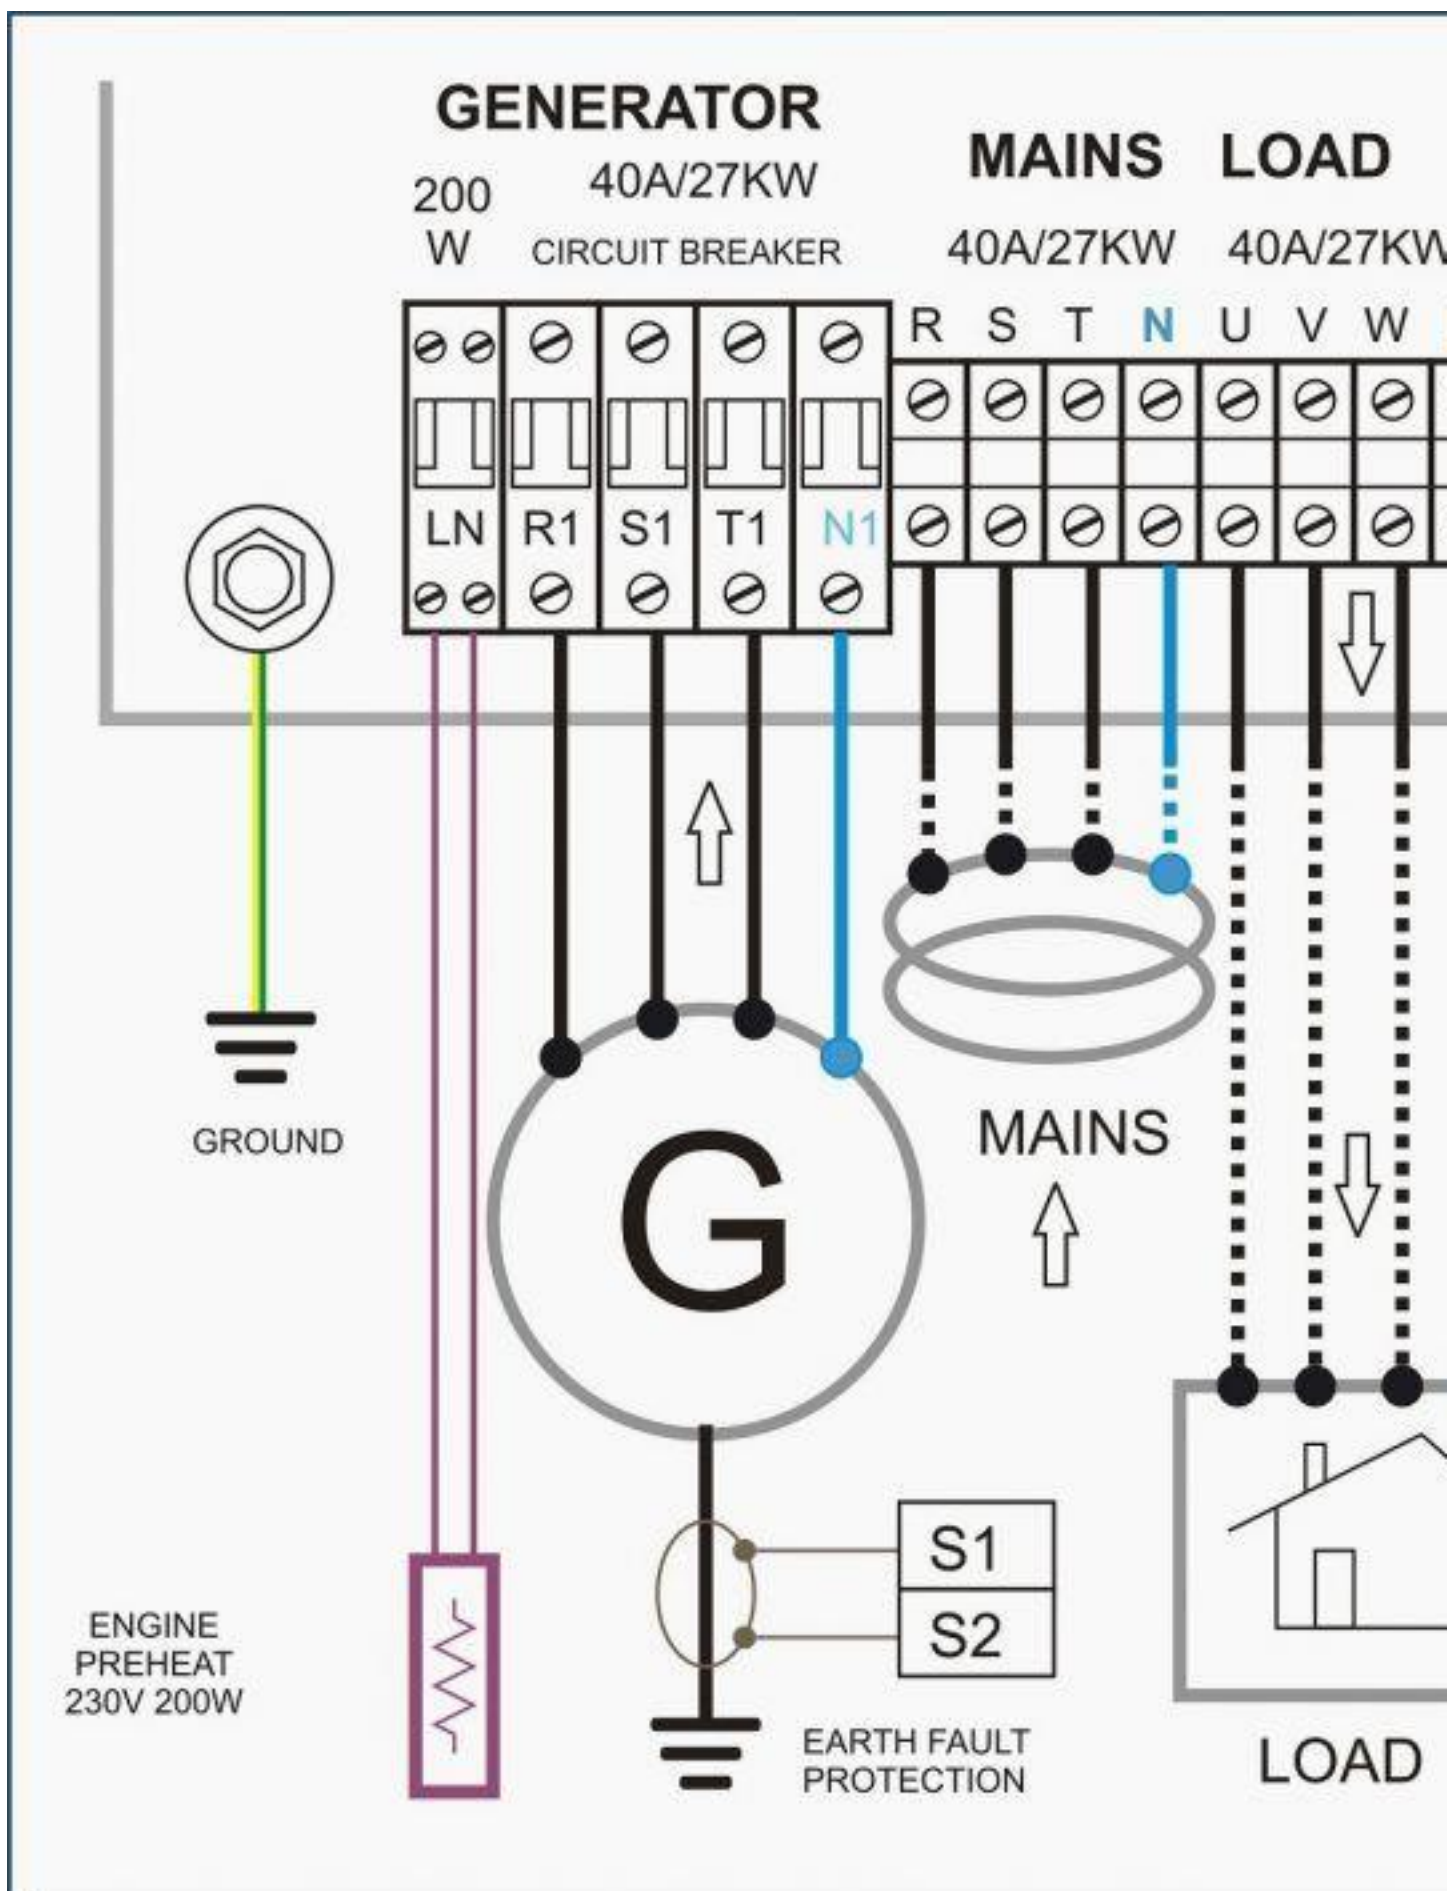 GENERATOR
MAINS LOAD
200
W
40A/27KW
CIRCUIT BREAKER
40A/27KW
40A/27KW
R S T N U V W
LN R1 S1 T1 N1
GROUND
G
MAINS
S1
S2
ENGINE
PREHEAT
230V 200W
EARTH FAULT
PROTECTION
LOAD